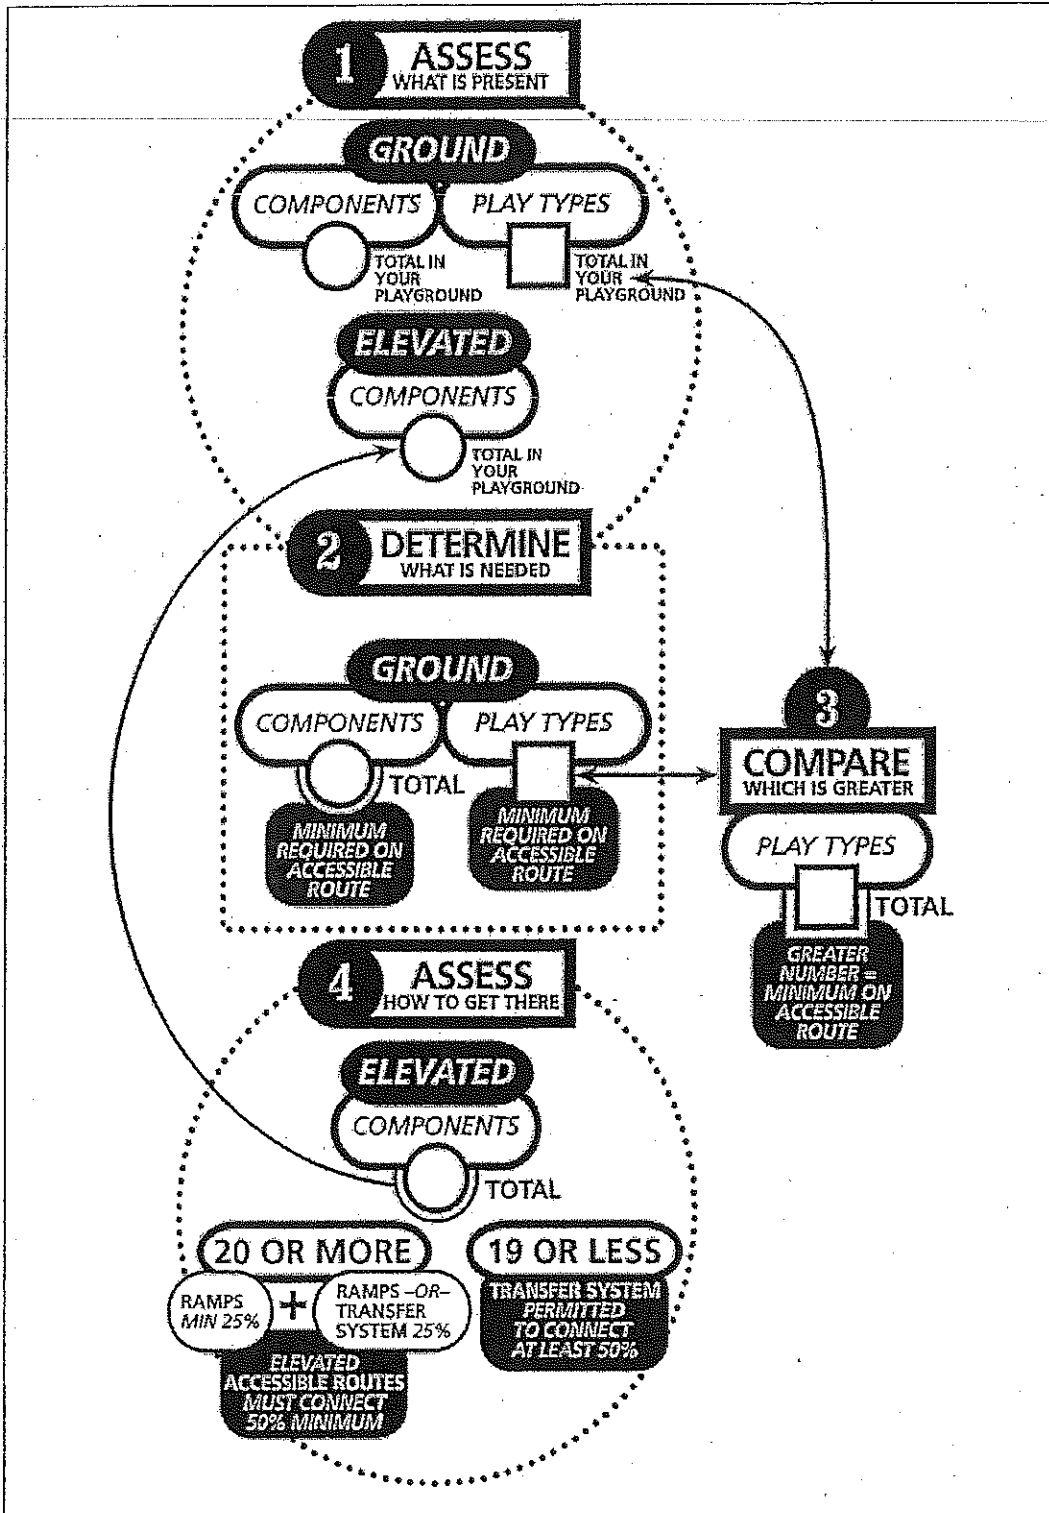 1
ASSESS
WHAT IS PRESENT
GROUND
COMPONENTS
PLAY TYPES
TOTAL IN
YOUR
PLAYGROUND
TOTAL IN
YOUR
PLAYGROUND
ELEVATED
COMPONENTS
TOTAL IN
YOUR
PLAYGROUND
2
DETERMINE
WHAT IS NEEDED
GROUND
COMPONENTS
PLAY TYPES
TOTAL
MINIMUM
REQUIRED ON
ACCESSIBLE
ROUTE
MINIMUM
REQUIRED ON
ACCESSIBLE
ROUTE
3
COMPARE
WHICH IS GREATER
PLAY TYPES
TOTAL
GREATER
NUMBER =
MINIMUM ON
ACCESSIBLE
ROUTE
4
ASSESS
HOW TO GET THERE
ELEVATED
COMPONENTS
TOTAL
20 OR MORE
RAMPS
MIN 25%
+
RAMPS –OR–
TRANSFER
SYSTEM 25%
ELEVATED
ACCESSIBLE ROUTES
MUST CONNECT
50% MINIMUM
19 OR LESS
TRANSFER SYSTEM
PERMITTED
TO CONNECT
AT LEAST 50%